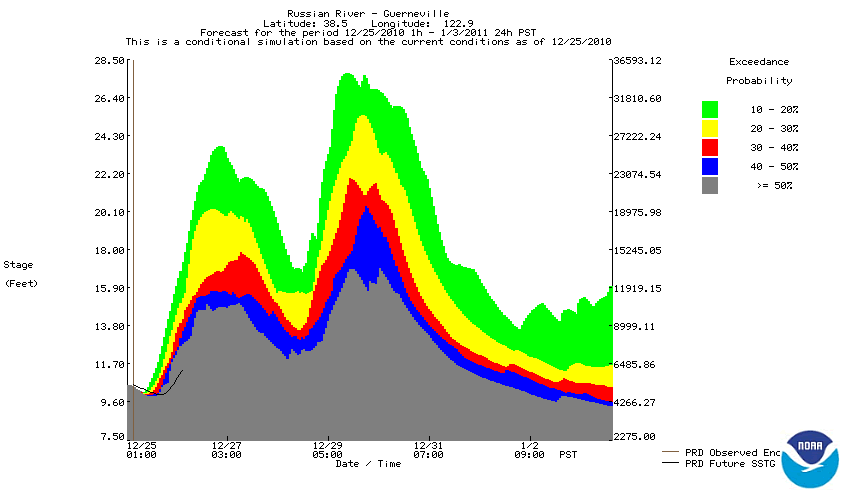 Russian River - Guerneville
Latitude: 38.5 Longitude: 122.9
Forecast for the period 12/25/2010 1h - 1/3/2011 24h PST
This is a conditional simulation based on the current conditions as of 12/25/2010
28.50 36593.12
26.40 31810.60
24.30 27222.24
22.20 23074.54
20.10 18975.98
18.00 15245.05
15.90 11919.15
13.80 8999.11
11.70 6485.86
9.60 4266.27
7.50 2275.00
Stage
(Feet)
12/25 12/27 12/29 12/31 1/2
01:00 03:00 05:00 07:00 09:00 PST
Date / Time
Exceedance
Probability
10 - 20%
20 - 30%
30 - 40%
40 - 50%
>= 50%
PRD Observed Enc
PRD Future SSTG
NOAA